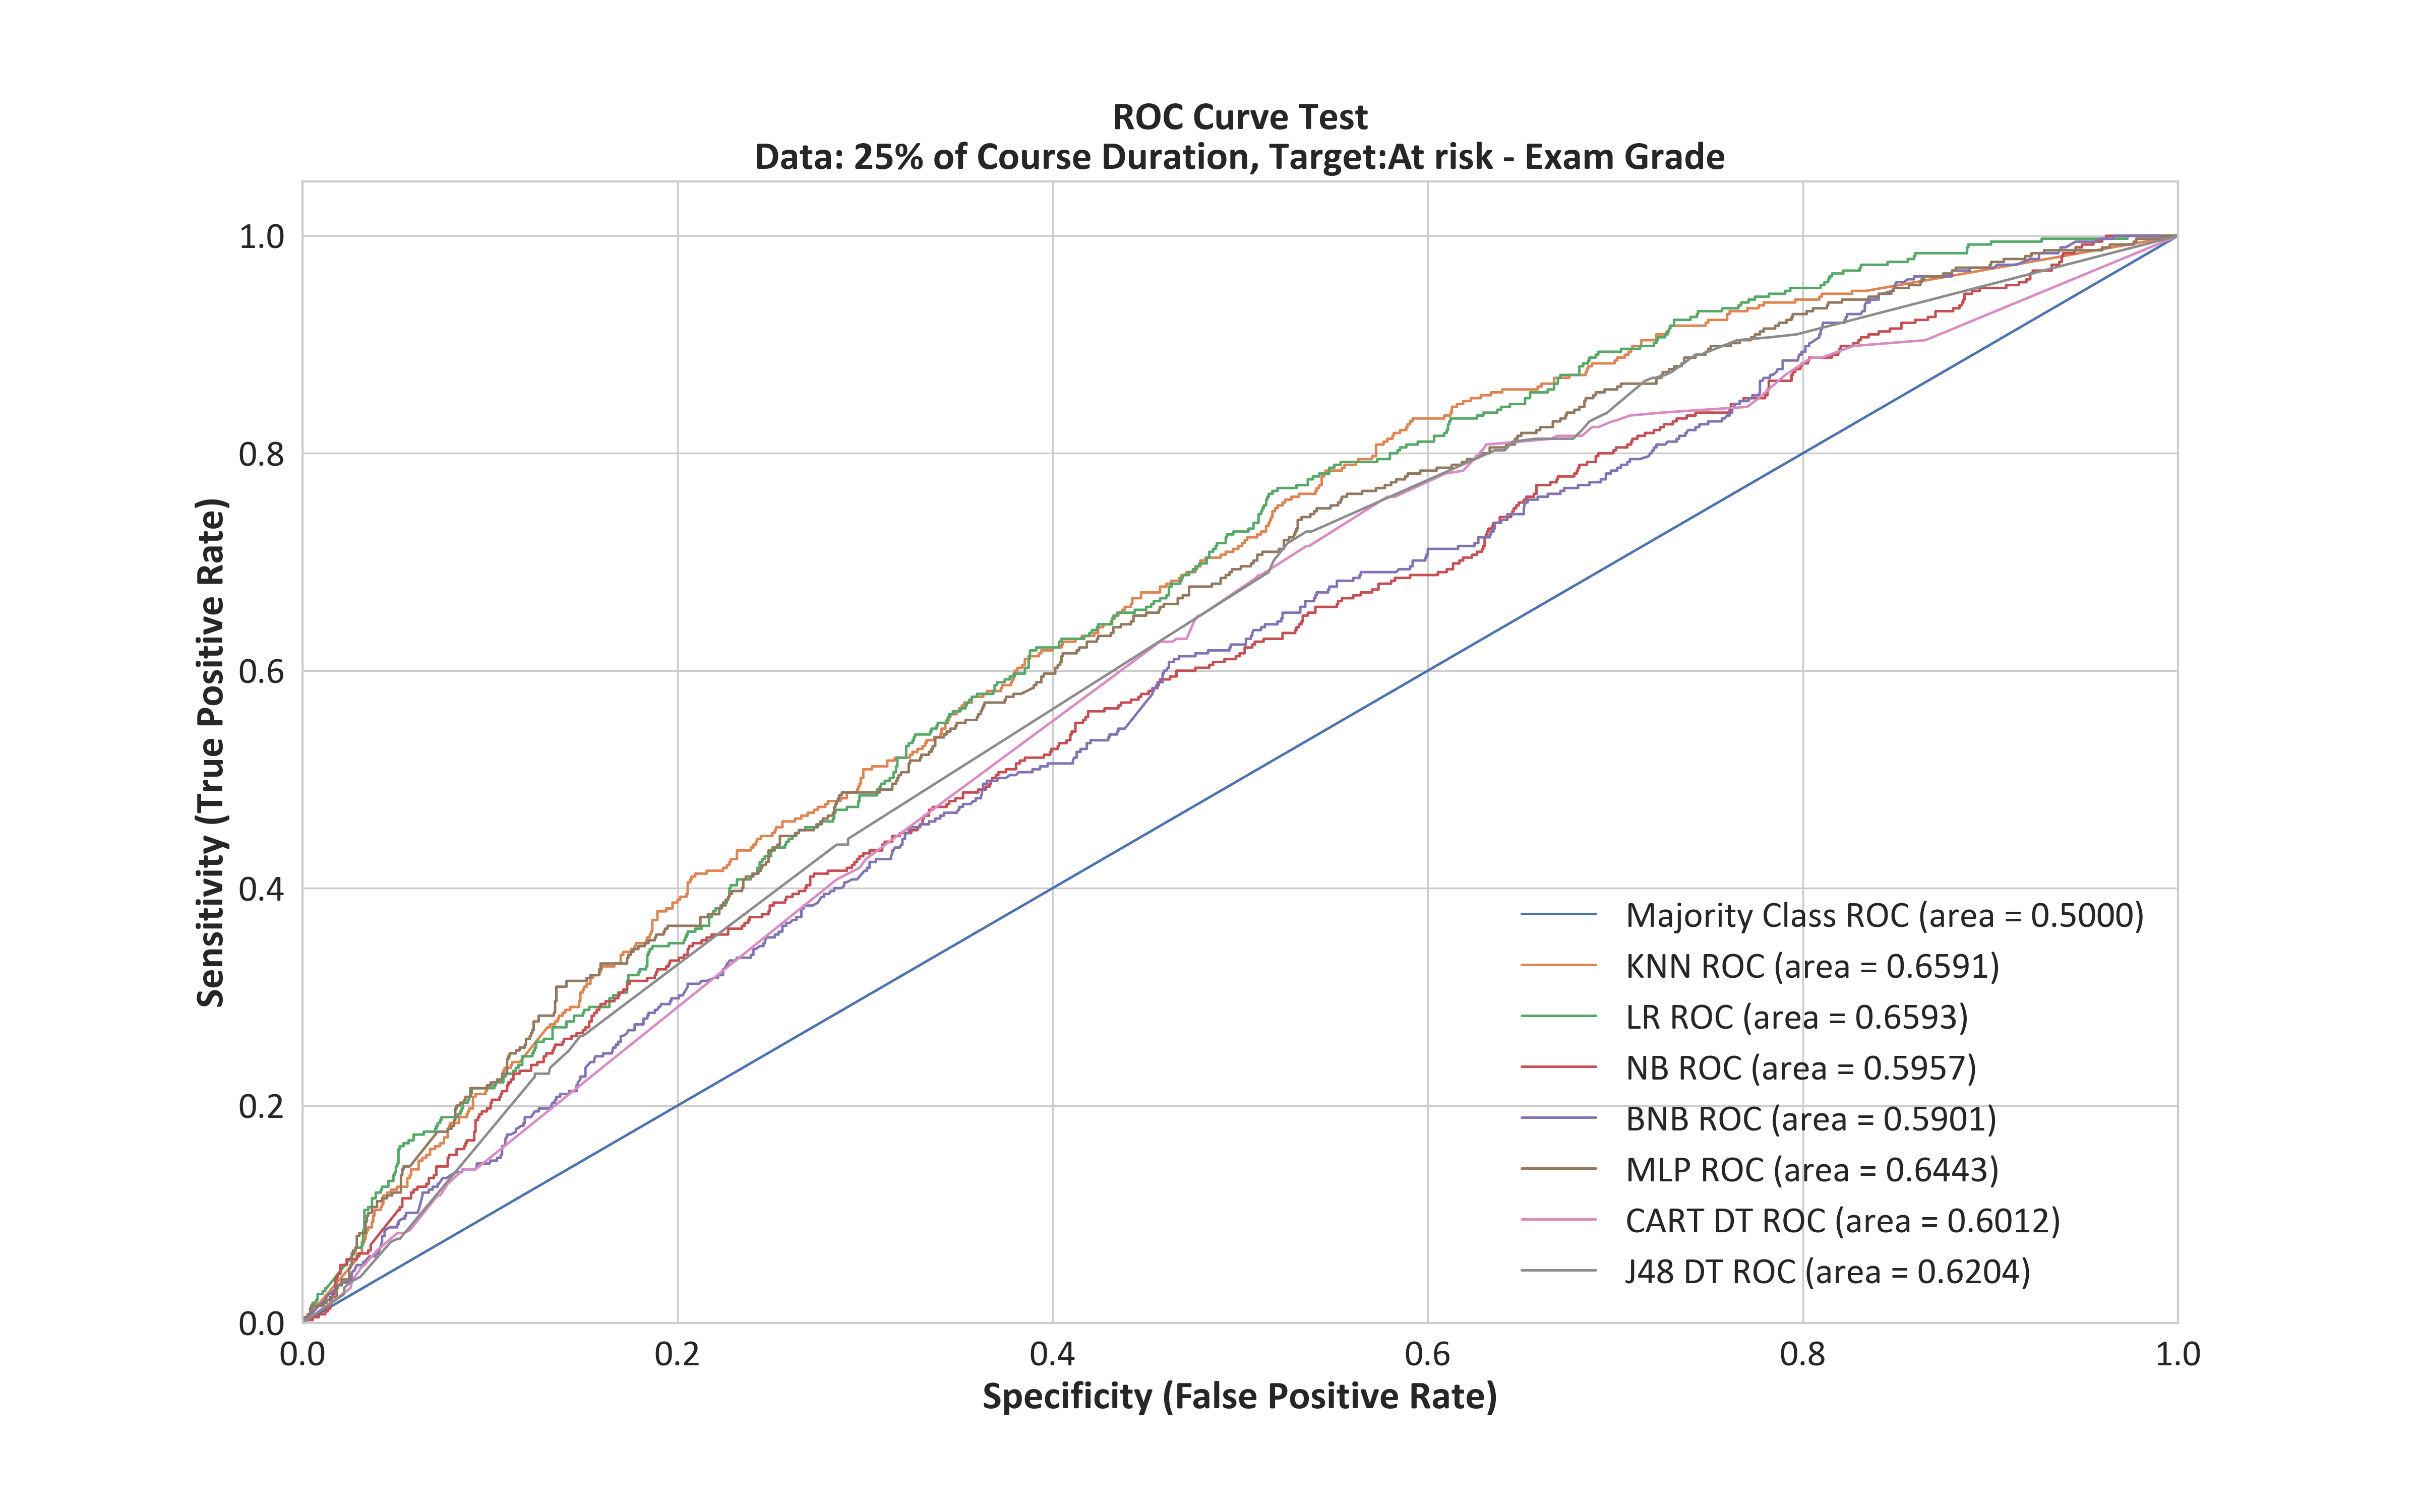 ROC Curve Test
Data: 25% of Course Duration, Target:At risk - Exam Grade
Sensitivity (True Positive Rate)
1.0
0.8
0.6
0.4
0.2
0.0
Majority Class ROC (area = 0.5000)
KNN ROC (area = 0.6591)
LR ROC (area = 0.6593)
NB ROC (area = 0.5957)
BNB ROC (area = 0.5901)
MLP ROC (area = 0.6443)
CART DT ROC (area = 0.6012)
J48 DT ROC (area = 0.6204)
0.0 0.2 0.4 0.6 0.8 1.0
Specificity (False Positive Rate)